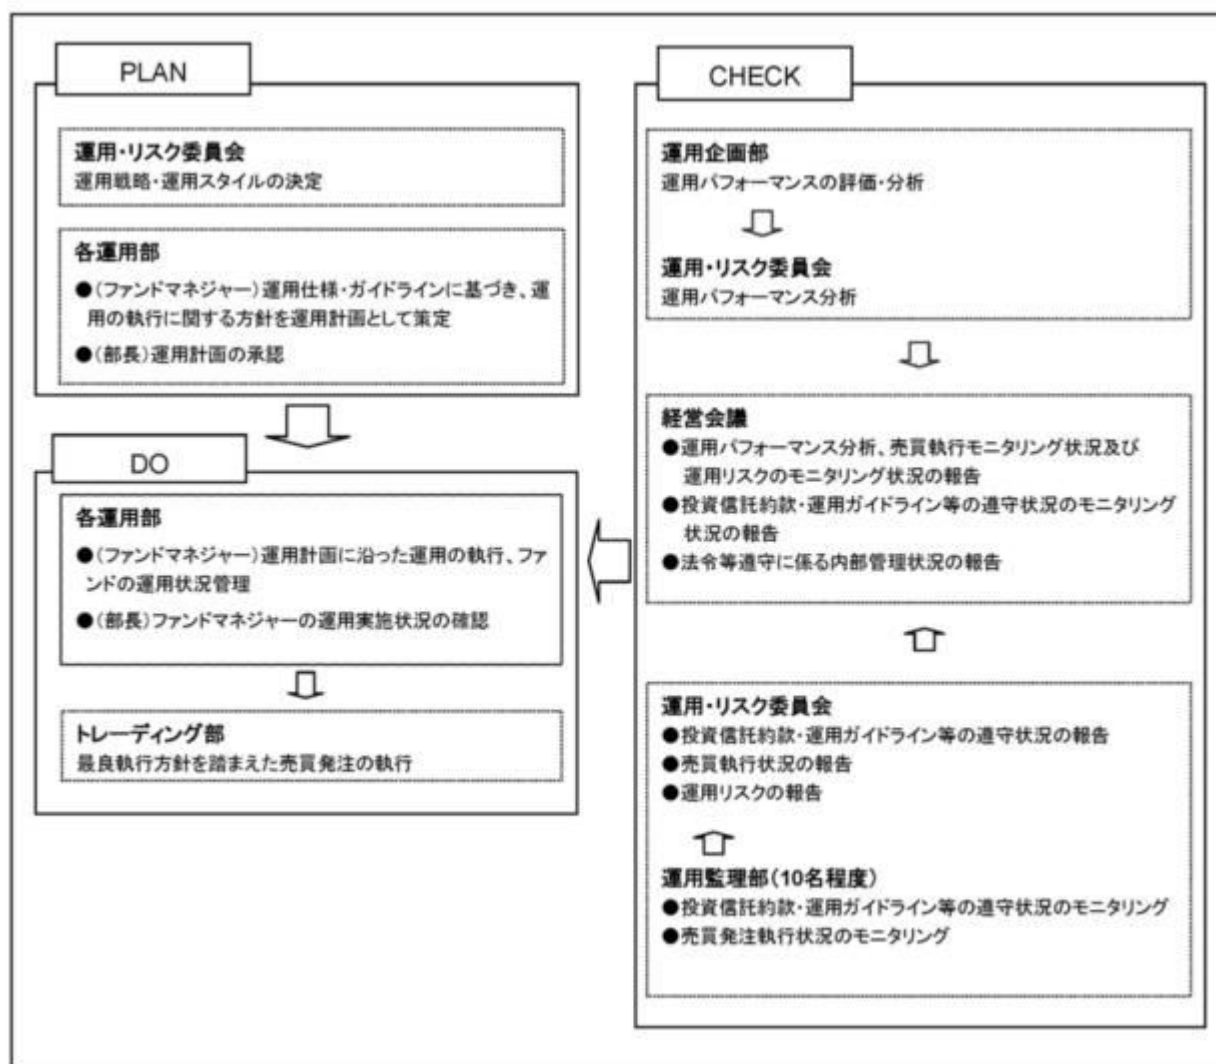 PLAN
運用・リスク委員会
運用戦略・運用スタイルの決定
各運用部
●(ファンドマネジャー)運用仕様・ガイドラインに基づき、運
用の執行に関する方針を運用計画として策定
●(部長)運用計画の承認
DO
各運用部
●(ファンドマネジャー)運用計画に沿った運用の執行、ファ
ンドの運用状況管理
●(部長)ファンドマネジャーの運用実施状況の確認
トレーディング部
最良執行方針を踏まえた売買発注の執行
CHECK
運用企画部
運用パフォーマンスの評価・分析
運用・リスク委員会
運用パフォーマンス分析
経営会議
●運用パフォーマンス分析、売買執行モニタリング状況及び
運用リスクのモニタリング状況の報告
●投資信託約款・運用ガイドライン等の遵守状況のモニタリング
状況の報告
●法令等遵守に係る内部管理状況の報告
運用・リスク委員会
●投資信託約款・運用ガイドライン等の遵守状況の報告
●売買執行状況の報告
●運用リスクの報告
運用監理部(10名程度)
●投資信託約款・運用ガイドライン等の遵守状況のモニタリング
●売買発注執行状況のモニタリング